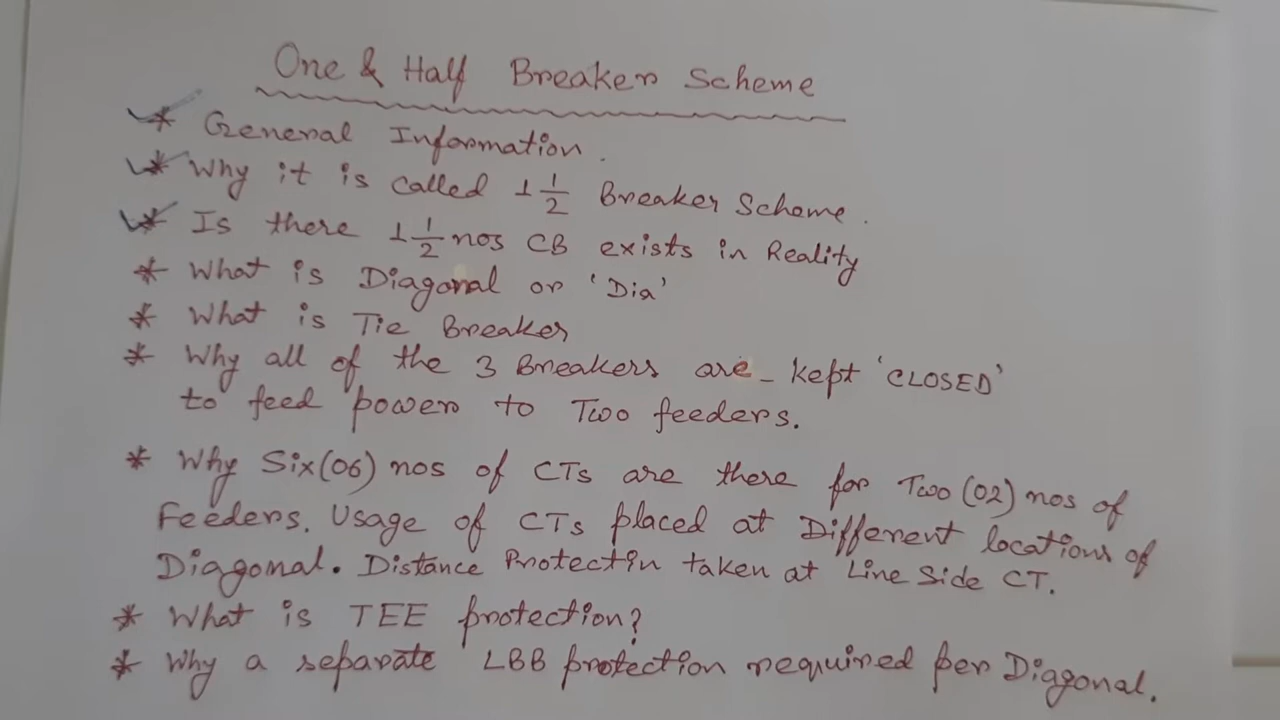 One & Half Breaker Scheme
* General Information.
* Why it is called 1 1/2 Breaker Scheme.
* Is there 1 1/2 nos CB exists in Reality
* What is Diagonal or 'Dia'
* What is Tie Breaker
* Why all of the 3 Breakers are kept 'CLOSED'
to feed power to Two feeders.
* Why Six(06) nos of CTs are there for Two (02) nos of
Feeders. Usage of CTs placed at Different locations of
Diagonal. Distance Protectin taken at Line Side CT.
* What is TEE protection?
* Why a separate LBB protection required per Diagonal.